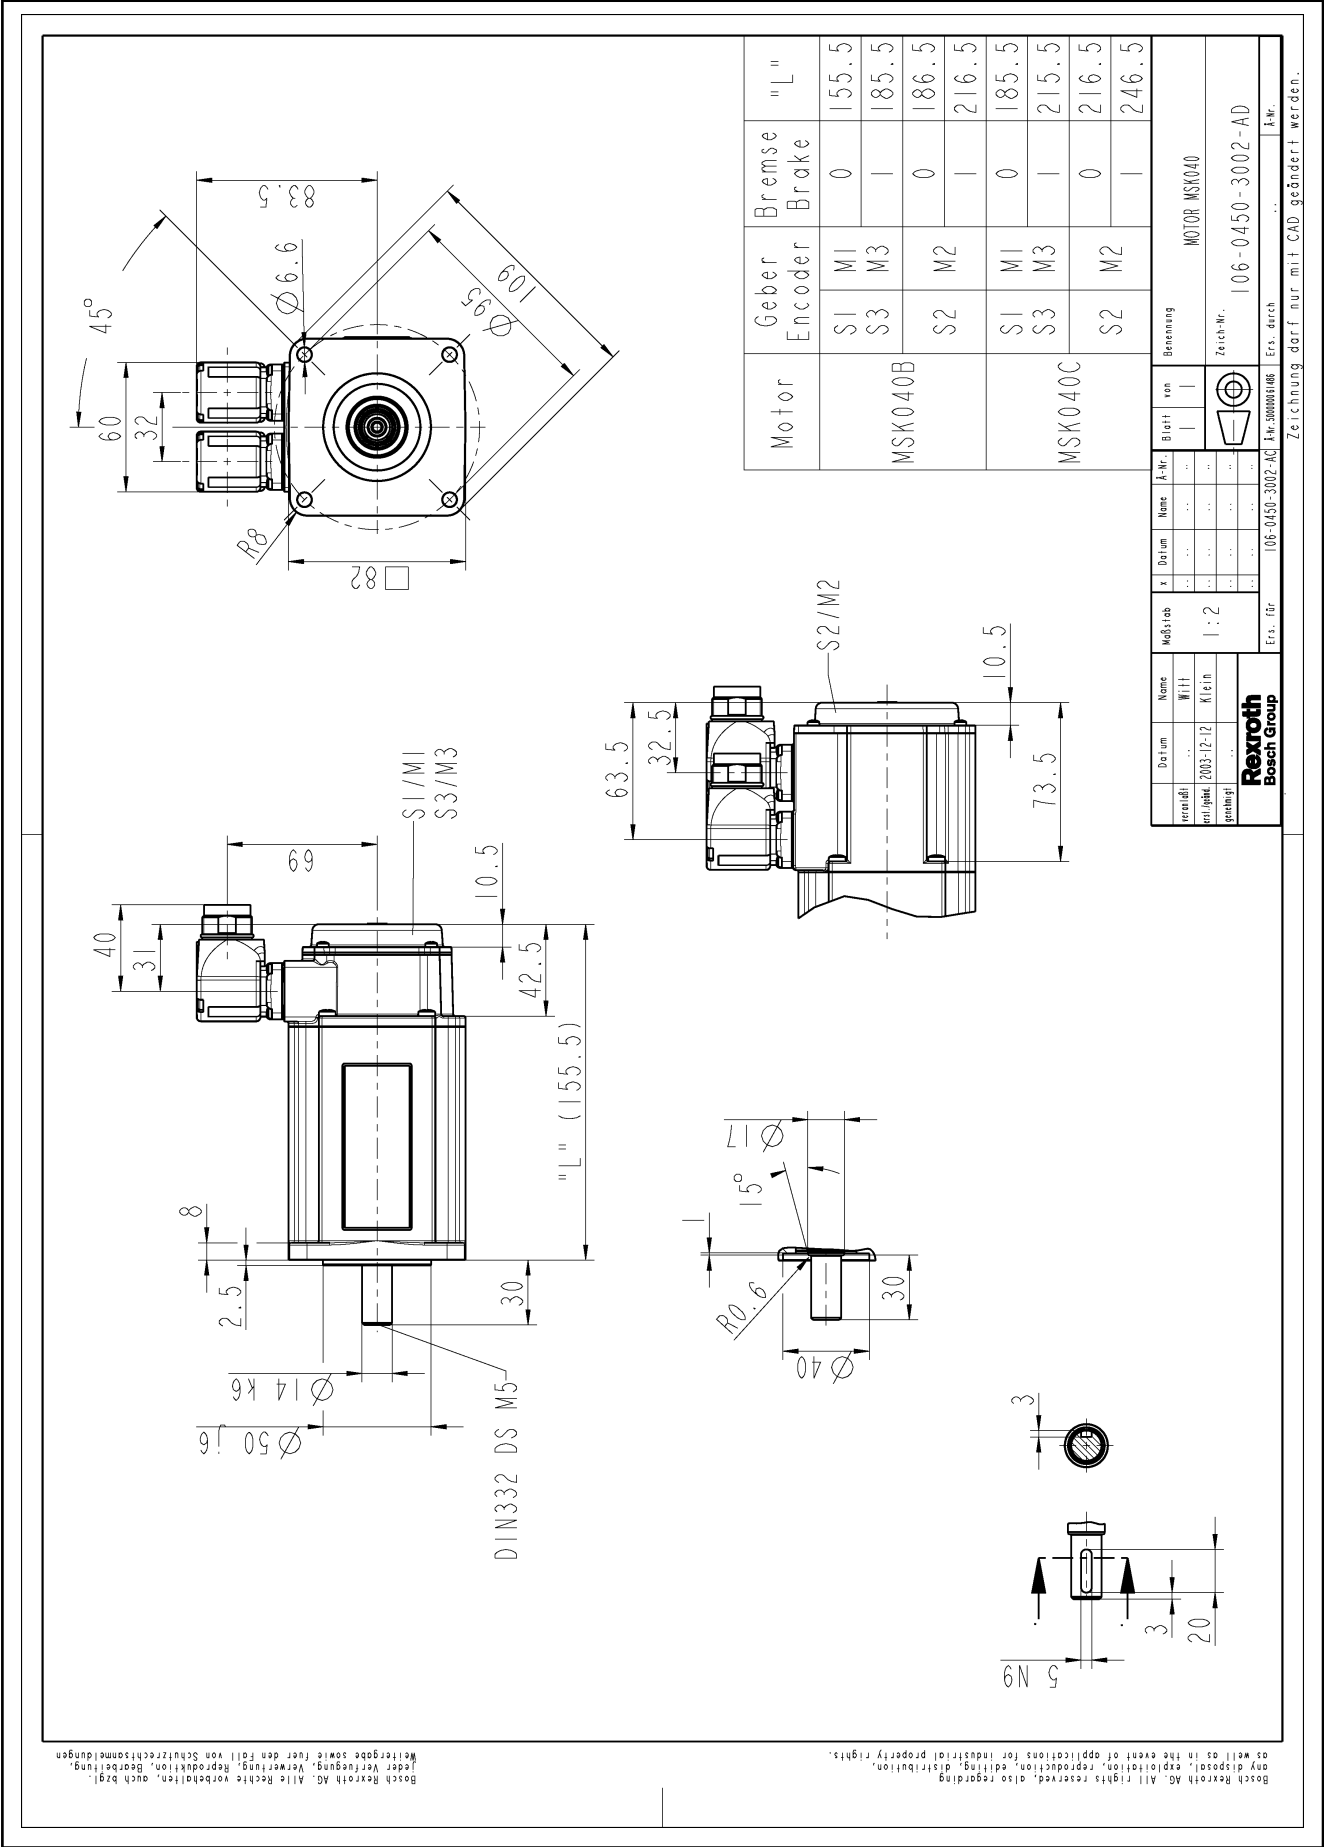 83.5
45°
Ø6.6
109
Ø95
60
32
R8
□82
Motor Geber Encoder Bremse Brake "L"
MSK040B S1 M1 0 155.5
S3 M3 1 185.5
S2 M2 0 186.5
1 216.5
MSK040C S1 M1 0 185.5
S3 M3 1 215.5
S2 M2 0 216.5
1 246.5
40
31
69
S1/M1
S3/M3
10.5
42.5
"L" (155.5)
8
2.5
30
Ø14 k6
Ø50 j6
DIN332 DS M5
63.5
32.5
S2/M2
10.5
73.5
Ø17
15°
1
R0.6
30
Ø40
3
3
20
5 N9
Datum Name
veranlaßt .. Witt
erst./geänd. 2003-12-12 Klein
genehmigt ..
Rexroth
Bosch Group
Maßstab
1:2
x Datum Name Ä-Nr.
.. .. .. ..
.. .. .. ..
.. .. .. ..
.. .. .. ..
Blatt von
1 1
Benennung
MOTOR MSK040
Zeich-Nr.
106-0450-3002-AD
Ers. für 106-0450-3002-AC Ä-Nr.500000061486 Ers. durch .. Ä-Nr.
Zeichnung darf nur mit CAD geändert werden.
Bosch Rexroth AG. Alle Rechte vorbehalten, auch bzgl.
jeder Verfuegung, Verwertung, Reproduktion, Bearbeitung,
Weitergabe sowie fuer den Fall von Schutzrechtsanmeldungen
Bosch Rexroth AG. All rights reserved, also regarding
any disposal, exploitation, reproduction, editing, distribution,
as well as in the event of applications for industrial property rights.